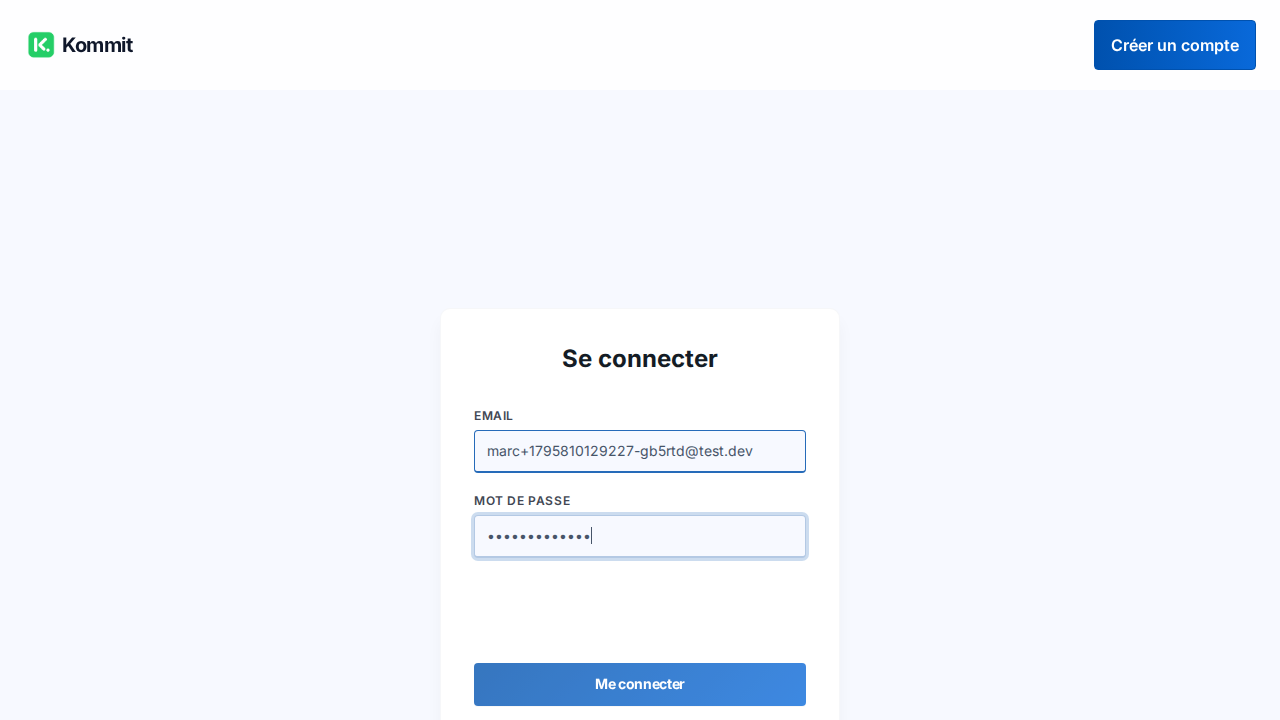 Kommit
Créer un compte
Se connecter
EMAIL
marc+1795810129227-gb5rtd@test.dev
MOT DE PASSE
•••••••••••••
Me connecter